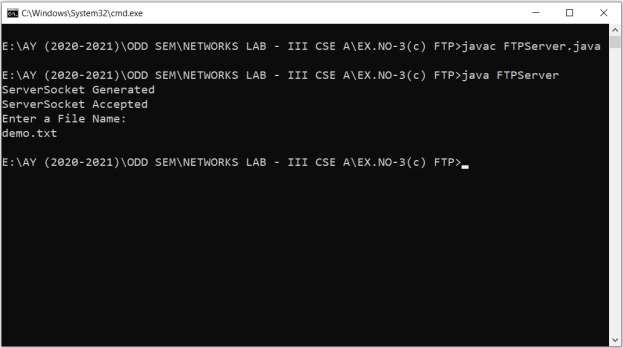 C:\Windows\System32\cmd.exe
E:\AY (2020-2021)\ODD SEM\NETWORKS LAB - III CSE A\EX.NO-3(c) FTP>javac FTPServer.java
E:\AY (2020-2021)\ODD SEM\NETWORKS LAB - III CSE A\EX.NO-3(c) FTP>java FTPServer
ServerSocket Generated
ServerSocket Accepted
Enter a File Name:
demo.txt
E:\AY (2020-2021)\ODD SEM\NETWORKS LAB - III CSE A\EX.NO-3(c) FTP>